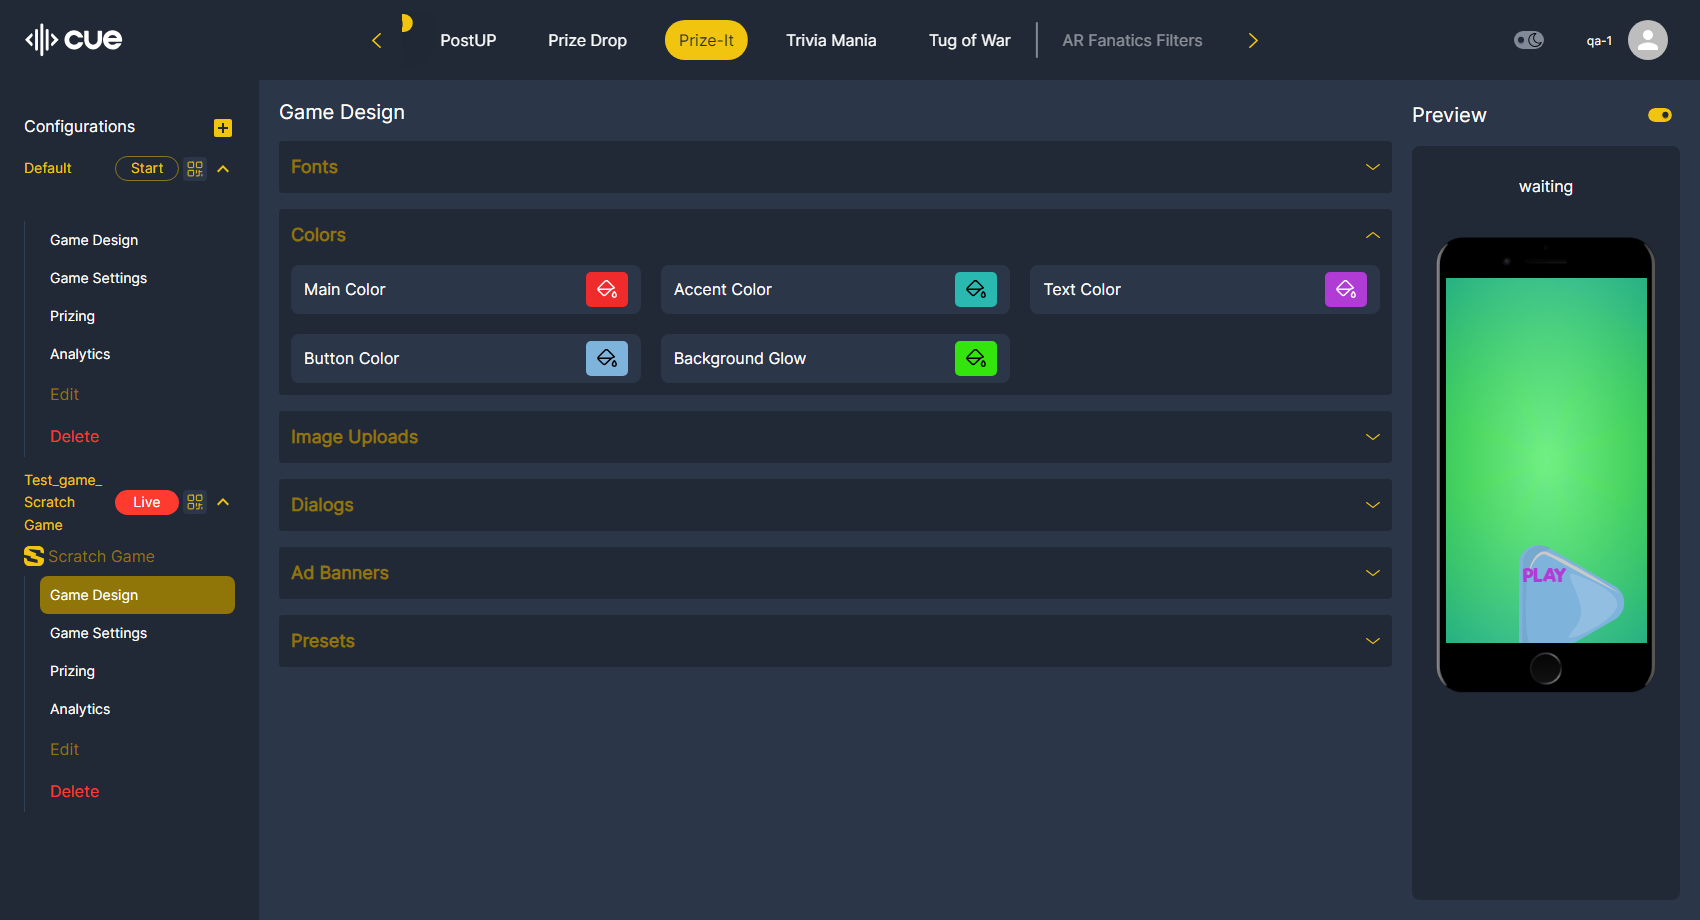 cue
PostUP
Prize Drop
Prize-It
Trivia Mania
Tug of War
AR Fanatics Filters
qa-1
Configurations
Default
Start
Game Design
Game Settings
Prizing
Analytics
Edit
Delete
Test_game_
Scratch
Game
Live
Scratch Game
Game Design
Game Settings
Prizing
Analytics
Edit
Delete
Game Design
Fonts
Colors
Main Color
Accent Color
Text Color
Button Color
Background Glow
Image Uploads
Dialogs
Ad Banners
Presets
Preview
waiting
PLAY